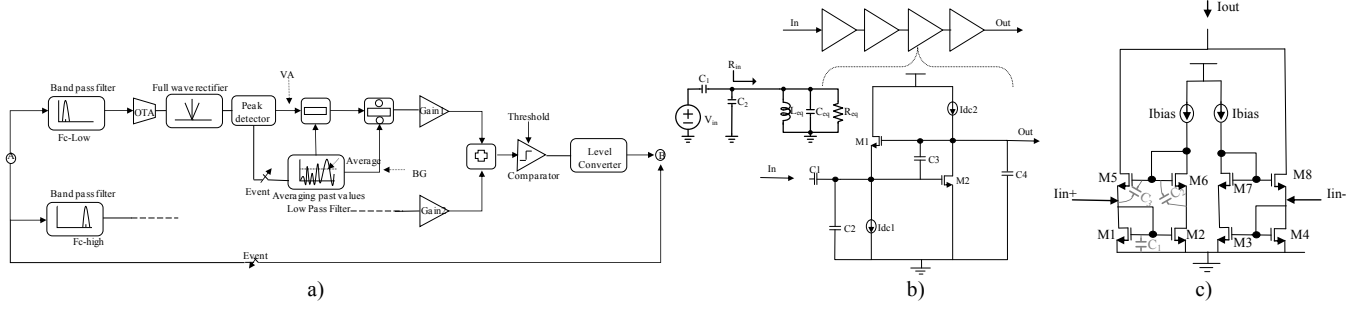 Band pass filter
Fc-Low
A
OTA
Full wave rectifier
Peak
detector
VA
Gain1
Average
Event
Averaging past values
Low Pass Filter
BG
Gain2
Threshold
Comparator
Level
Converter
B
Band pass filter
Fc-high
Event
a)
In
Out
C1
Rin
C2
Vin
Leq
Ceq
Req
Idc2
Out
M1
C3
M2
C4
In
C1
C2
Idc1
b)
Iout
Ibias
Ibias
M5
M6
M7
M8
Iin+
Iin-
M1
M2
M3
M4
C1
c)